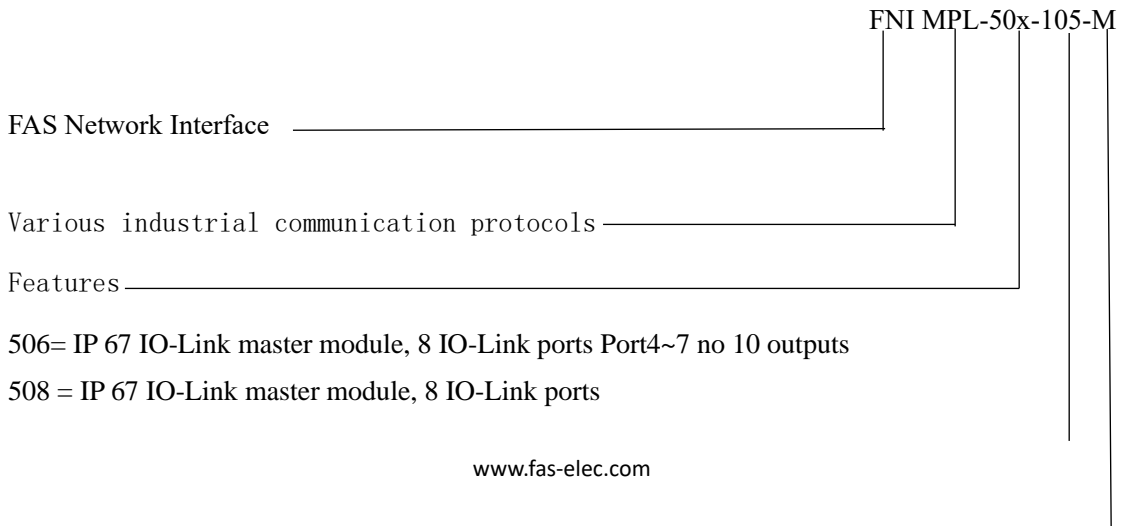 FNI MPL-50x-105-M
FAS Network Interface
Various industrial communication protocols
Features
506= IP 67 IO-Link master module, 8 IO-Link ports Port4~7 no 10 outputs
508 = IP 67 IO-Link master module, 8 IO-Link ports
www.fas-elec.com